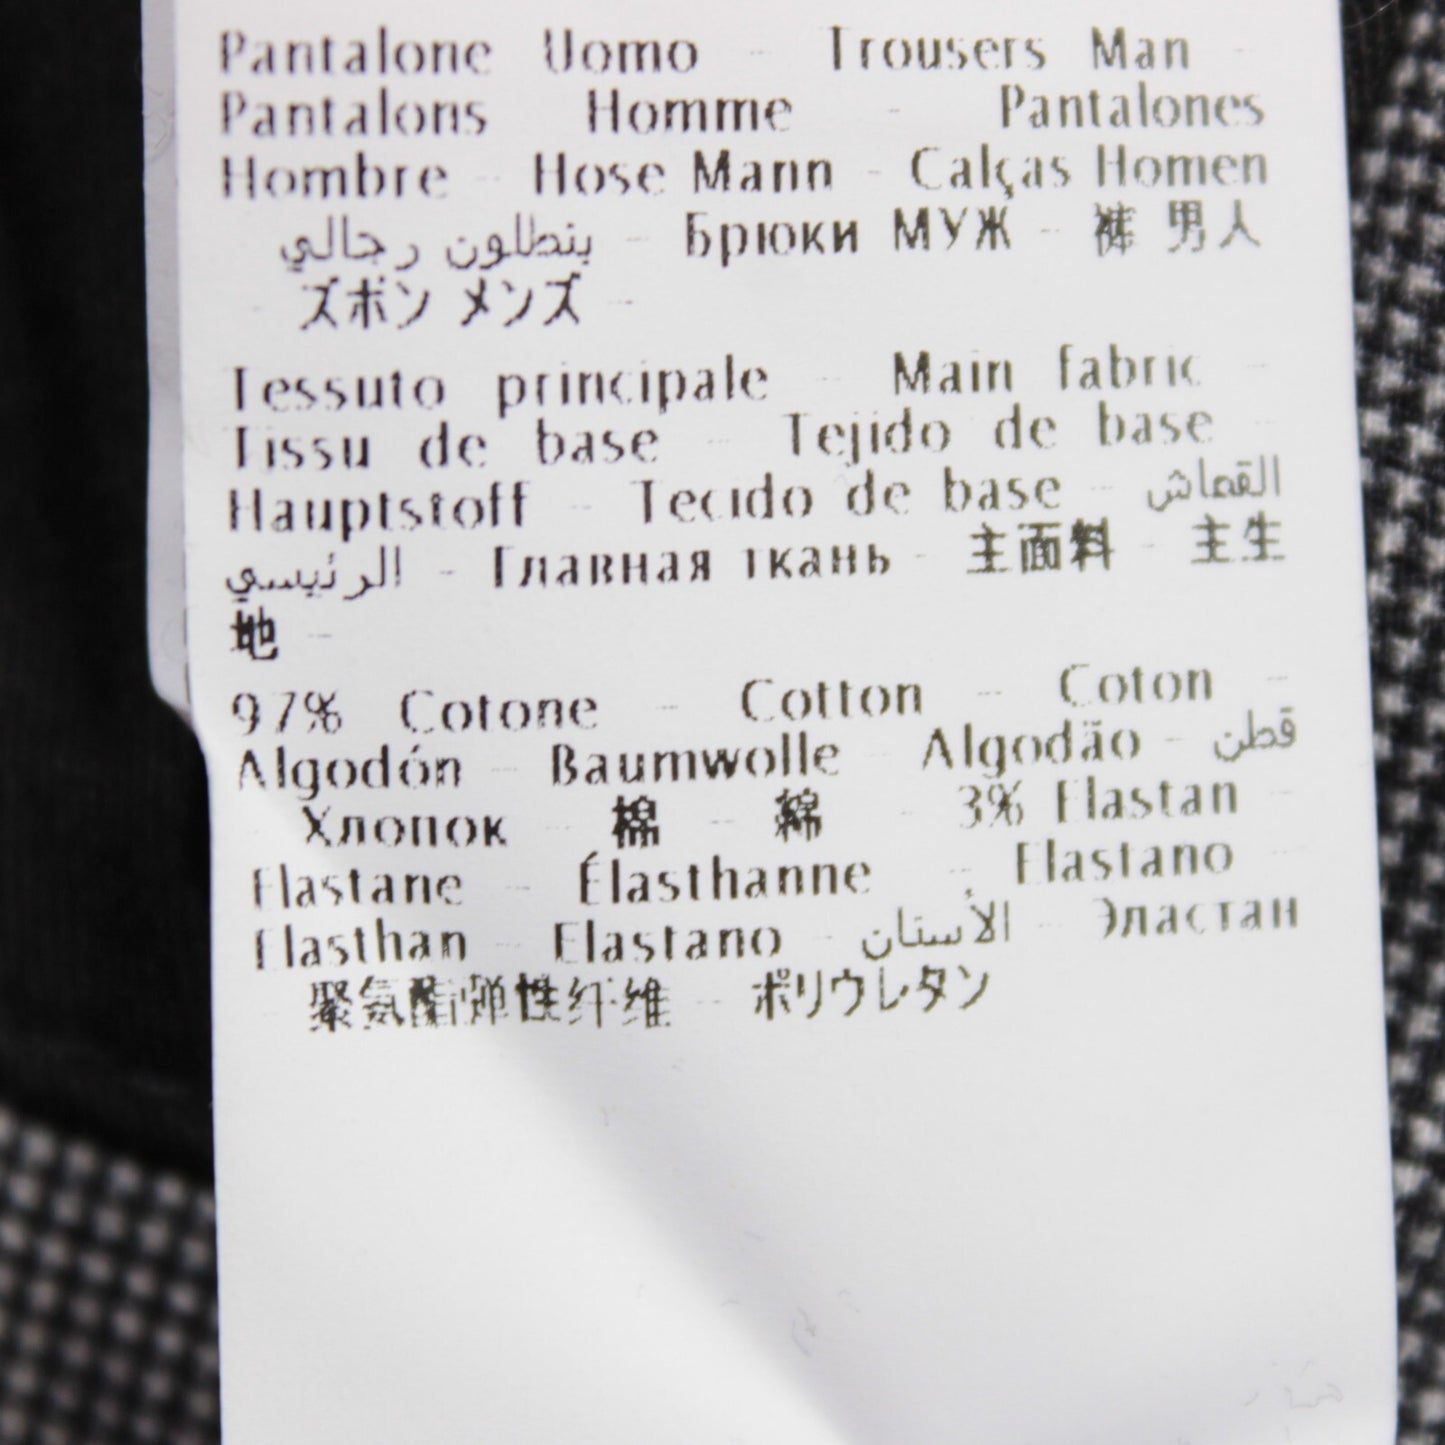 Pantalone Uomo - Trousers Man -
Pantalons Homme - Pantalones
Hombre - Hose Mann - Calças Homen
بنطلون رجالي - Брюки МУЖ - 裤 男人
- ズボン メンズ -
Tessuto principale - Main fabric -
Tissu de base - Tejido de base -
Hauptstoff - Tecido de base - القماش
الرئيسي - Главная ткань - 主面料 - 主生
地 -
97% Cotone - Cotton - Coton -
Algodón - Baumwolle - Algodão - قطن
- Хлопок - 棉 - 綿 - 3% Elastan -
Elastane - Élasthanne - Elastano -
Elasthan - Elastano - الأستان - Эластан
- 聚氨酯弹性纤维 - ポリウレタン